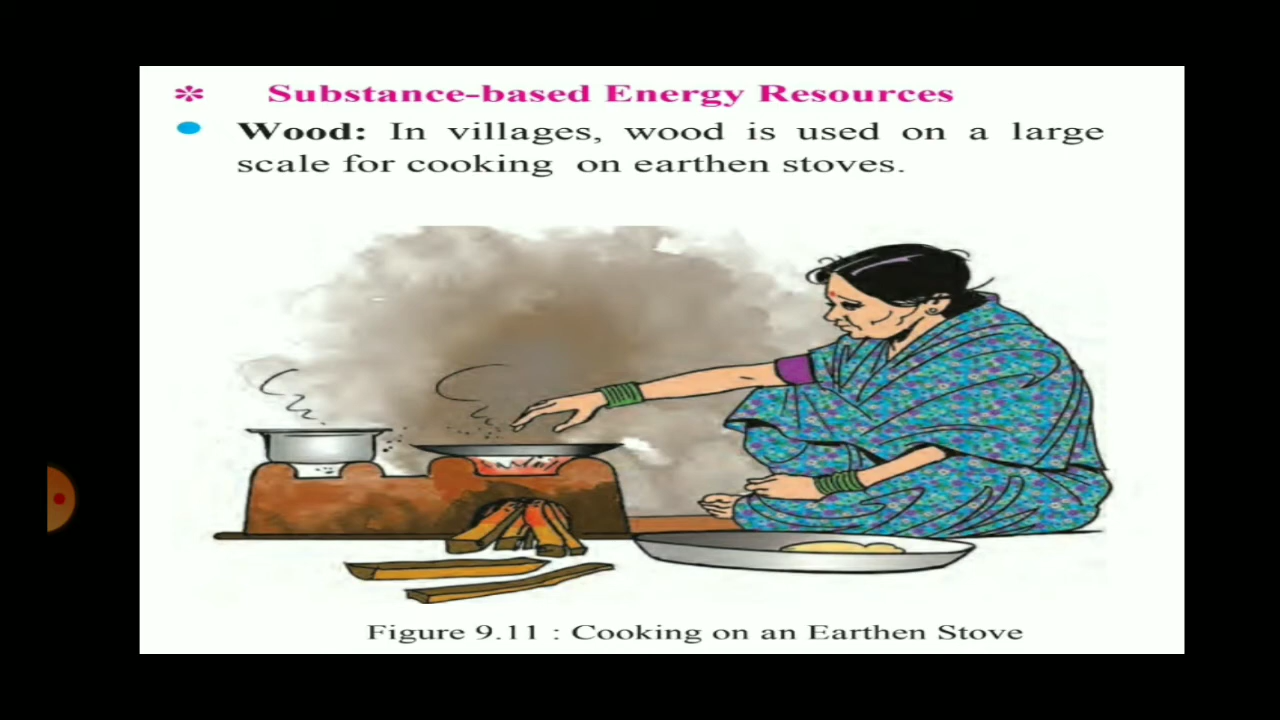 * Substance-based Energy Resources
• Wood: In villages, wood is used on a large
scale for cooking on earthen stoves.
Figure 9.11 : Cooking on an Earthen Stove